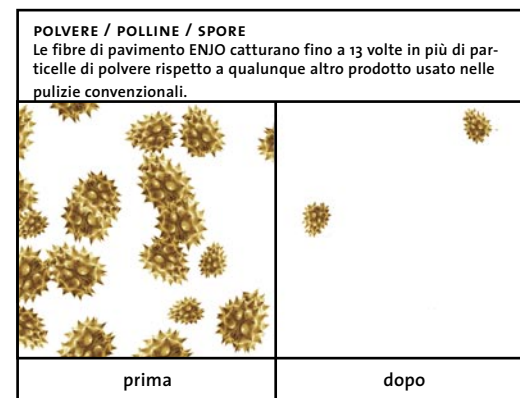 POLVERE / POLLINE / SPORE
Le fibre di pavimento ENJO catturano fino a 13 volte in più di par-
ticelle di polvere rispetto a qualunque altro prodotto usato nelle
pulizie convenzionali.
prima
dopo